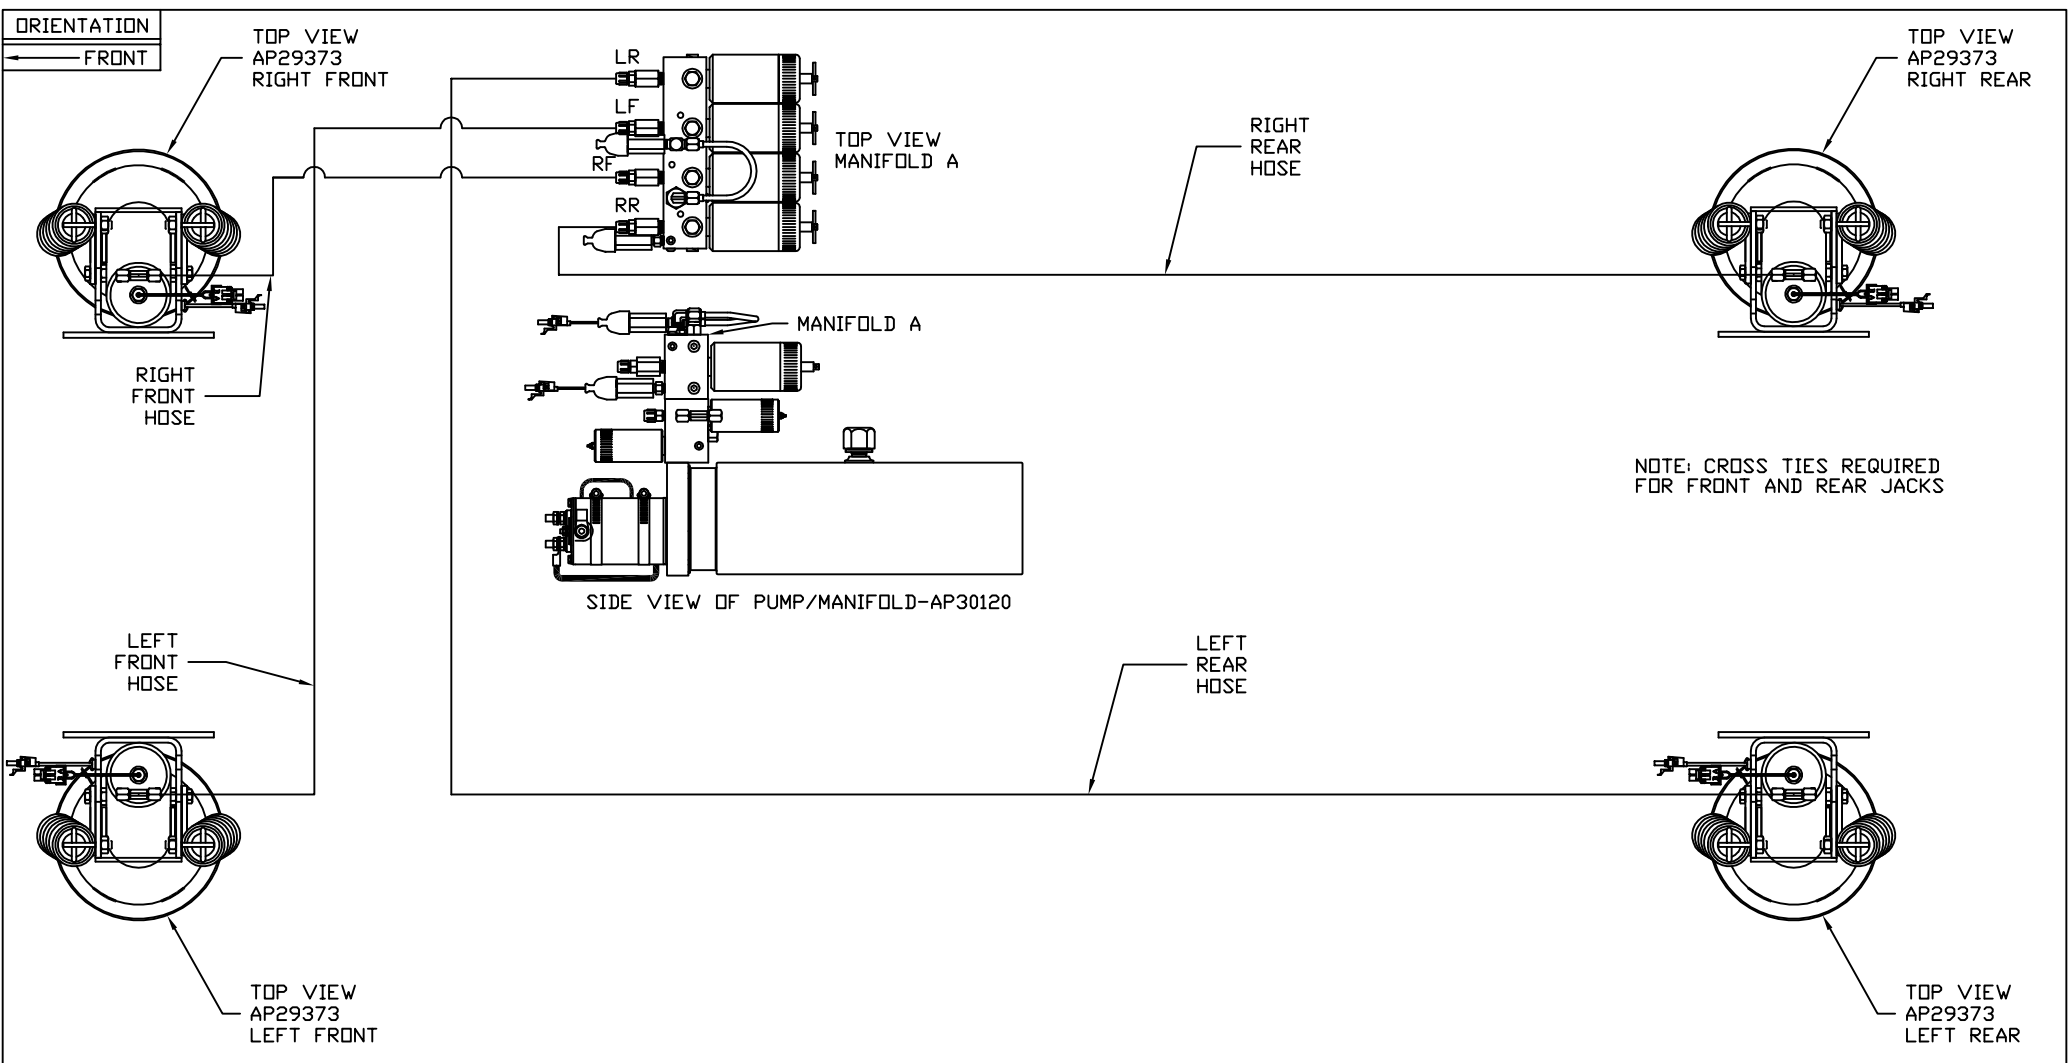 ORIENTATION
FRONT
TOP VIEW
AP29373
RIGHT FRONT
LR
LF
RF
RR
TOP VIEW
MANIFOLD A
RIGHT
REAR
HOSE
TOP VIEW
AP29373
RIGHT REAR
MANIFOLD A
RIGHT
FRONT
HOSE
NOTE: CROSS TIES REQUIRED
FOR FRONT AND REAR JACKS
SIDE VIEW OF PUMP/MANIFOLD-AP30120
LEFT
FRONT
HOSE
LEFT
REAR
HOSE
TOP VIEW
AP29373
LEFT FRONT
TOP VIEW
AP29373
LEFT REAR